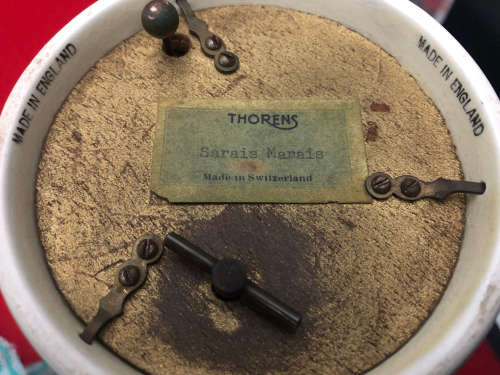 MADE IN ENGLAND
MADE IN ENGLAND
THORENS
Sarais Marais
Made in Switzerland